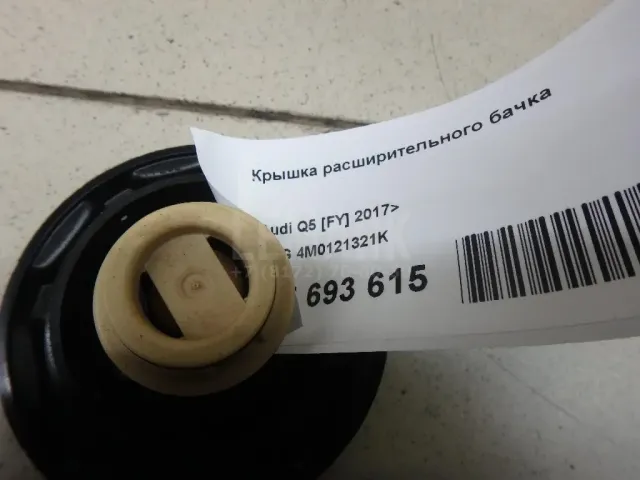 Крышка расширительного бачка
udi Q5 [FY] 2017>
4M0121321K
693 615